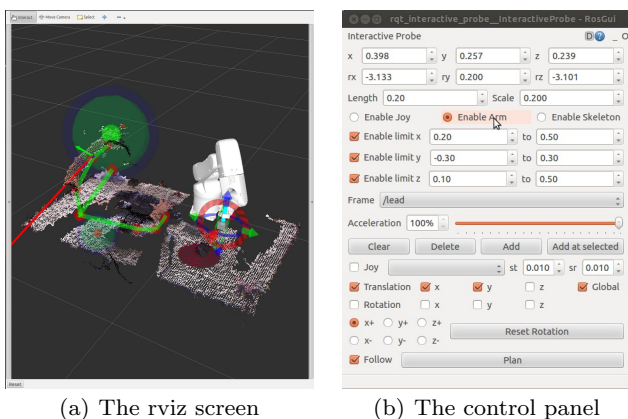 Interact Move Camera Select
rqt_interactive_probe__InteractiveProbe - RosGui
Interactive Probe D ? _ O
x 0.398 y 0.257 z 0.239
rx -3.133 ry 0.200 rz -3.101
Length 0.20 Scale 0.200
Enable Joy Enable Arm Enable Skeleton
Enable limit x 0.20 to 0.50
Enable limit y -0.30 to 0.30
Enable limit z 0.10 to 0.50
Frame /lead
Acceleration 100%
Clear Delete Add Add at selected
Joy st 0.010 sr 0.010
Translation x y z Global
Rotation x y z
x+ y+ z+
Reset Rotation
x- y- z-
Follow Plan
Reset
(a) The rviz screen (b) The control panel